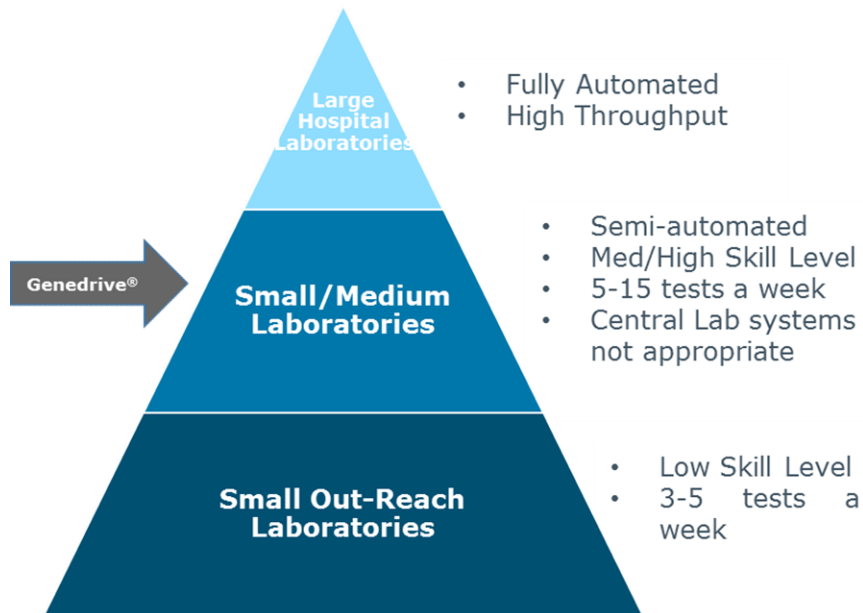 Large
Hospital
Laboratories
• Fully Automated
• High Throughput
Genedrive®
Small/Medium
Laboratories
• Semi-automated
• Med/High Skill Level
• 5-15 tests a week
• Central Lab systems
not appropriate
Small Out-Reach
Laboratories
• Low Skill Level
• 3-5 tests a
week